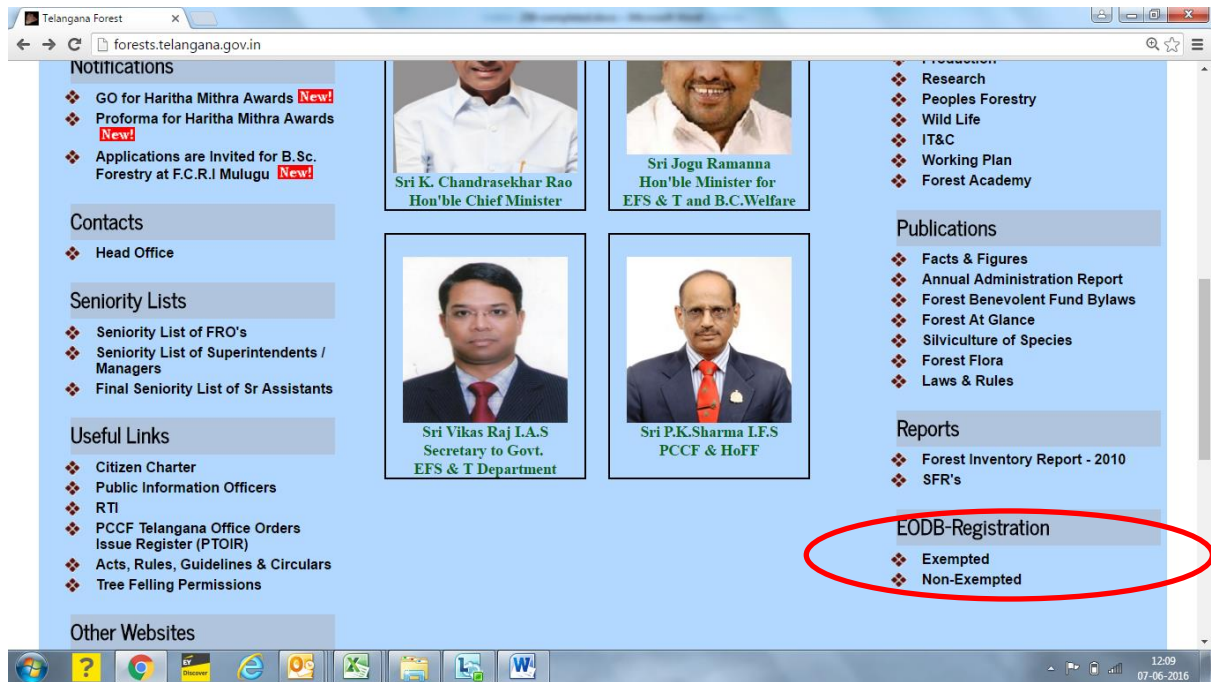 Telangana Forest
forests.telangana.gov.in
Notifications
GO for Haritha Mithra Awards New!
Proforma for Haritha Mithra Awards
New!
Applications are Invited for B.Sc.
Forestry at F.C.R.I Mulugu New!
Contacts
Head Office
Seniority Lists
Seniority List of FRO's
Seniority List of Superintendents /
Managers
Final Seniority List of Sr Assistants
Useful Links
Citizen Charter
Public Information Officers
RTI
PCCF Telangana Office Orders
Issue Register (PTOIR)
Acts, Rules, Guidelines & Circulars
Tree Felling Permissions
Other Websites
Sri K. Chandrasekhar Rao
Hon'ble Chief Minister
Sri Jogu Ramanna
Hon'ble Minister for
EFS & T and B.C.Welfare
Sri Vikas Raj I.A.S
Secretary to Govt.
EFS & T Department
Sri P.K.Sharma I.F.S
PCCF & HoFF
Production
Research
Peoples Forestry
Wild Life
IT&C
Working Plan
Forest Academy
Publications
Facts & Figures
Annual Administration Report
Forest Benevolent Fund Bylaws
Forest At Glance
Silviculture of Species
Forest Flora
Laws & Rules
Reports
Forest Inventory Report - 2010
SFR's
EODB-Registration
Exempted
Non-Exempted
EY
Discover
12:09
07-06-2016